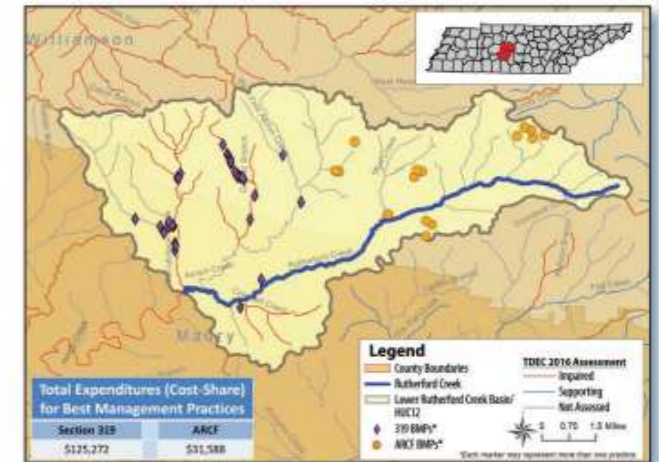 Williamson
Rutherford Creek
Maury
Legend
County Boundaries
Rutherford Creek
Lower Rutherford Creek Basin/
HUC12
319 BMPs*
ARCF BMPs*
TDEC 2016 Assessment
Impaired
Supporting
Not Assessed
0 0.75 1.5 Miles
*Each marker may represent more than one practice
Total Expenditures (Cost-Share)
for Best Management Practices
Section 319 ARCF
$125,272 $31,588